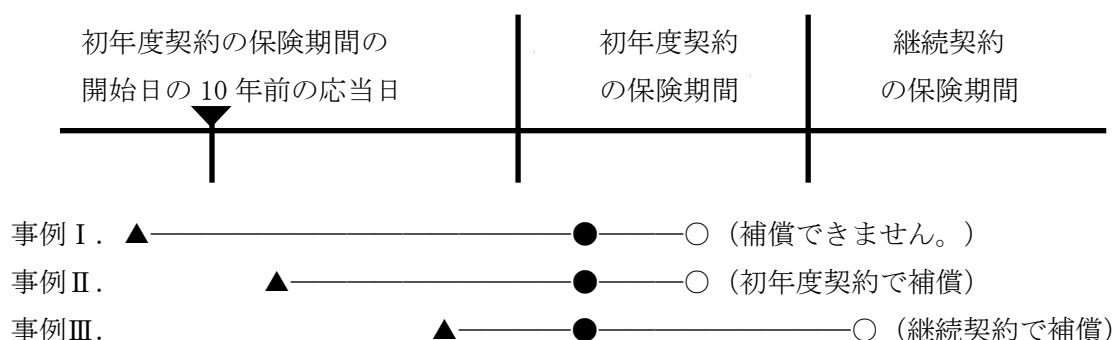 初年度契約の保険期間の
開始日の 10 年前の応当日
初年度契約
の保険期間
継続契約
の保険期間
事例Ⅰ. ▲―●―○（補償できません。）
事例Ⅱ. ▲―●―○（初年度契約で補償）
事例Ⅲ. ▲―●―○（継続契約で補償）